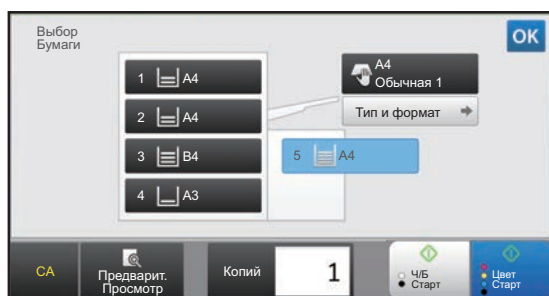 Выбор
Бумаги
OK
1 A4
2 A4
3 B4
4 A3
A4
Обычная 1
Тип и формат
5 A4
CA
Предварит.
Просмотр
Копий
1
Ч/Б
Старт
Цвет
Старт